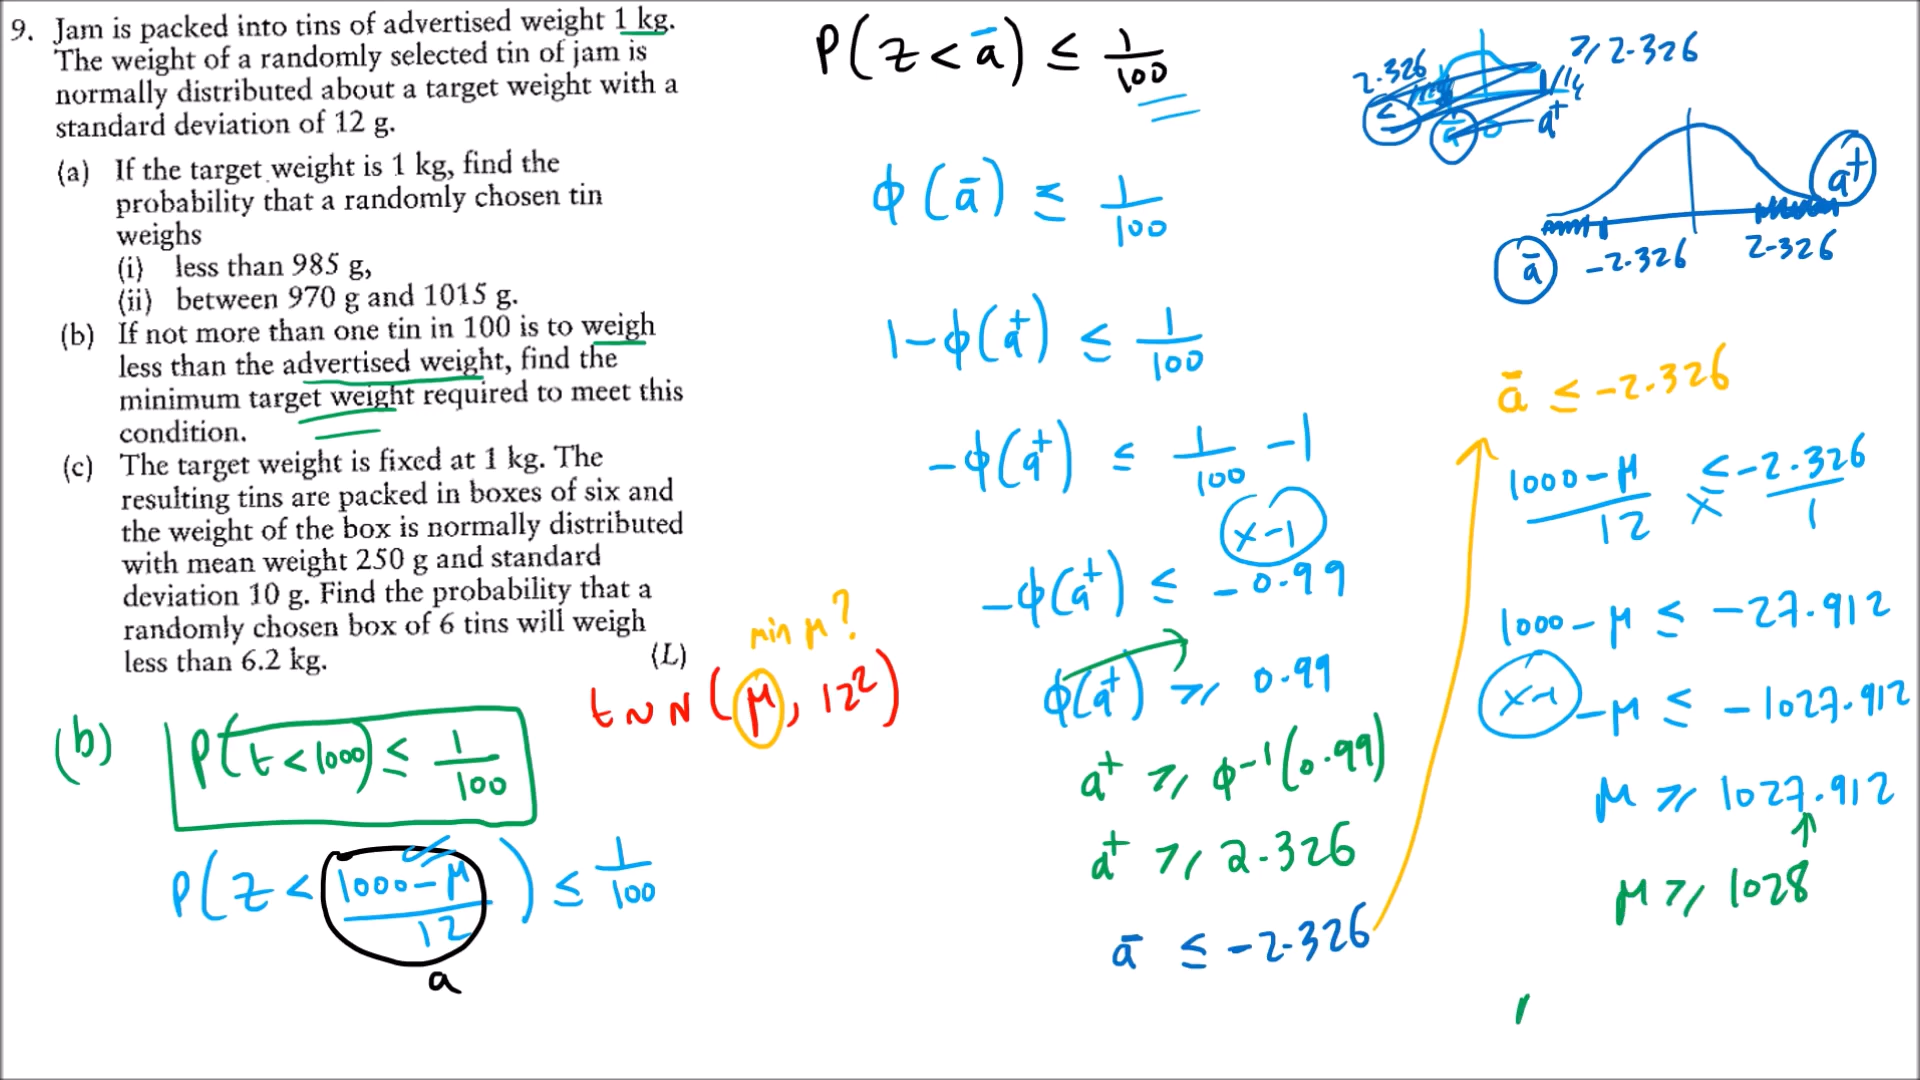 9. Jam is packed into tins of advertised weight 1 kg.
The weight of a randomly selected tin of jam is
normally distributed about a target weight with a
standard deviation of 12 g.
(a) If the target weight is 1 kg, find the
probability that a randomly chosen tin
weighs
(i) less than 985 g,
(ii) between 970 g and 1015 g.
(b) If not more than one tin in 100 is to weigh
less than the advertised weight, find the
minimum target weight required to meet this
condition.
(c) The target weight is fixed at 1 kg. The
resulting tins are packed in boxes of six and
the weight of the box is normally distributed
with mean weight 250 g and standard
deviation 10 g. Find the probability that a
randomly chosen box of 6 tins will weigh
less than 6.2 kg. (L)
min μ?
t ~ N(μ, 12²)
(b) P(t < 1000) ≤ 1/100
P(z < (1000-μ)/12) ≤ 1/100
a
P(z < a̅) ≤ 1/100
ϕ(a̅) ≤ 1/100
1-ϕ(a⁺) ≤ 1/100
-ϕ(a⁺) ≤ 1/100 -1
x-1
-ϕ(a⁺) ≤ -0.99
ϕ(a⁺) ≥ 0.99
a⁺ ≥ ϕ⁻¹(0.99)
a⁺ ≥ 2.326
a̅ ≤ -2.326
2.326
≥ 2.326
≤
a̅ 0 a⁺
a⁺
a̅ -2.326 2.326
a̅ ≤ -2.326
(1000-μ)/12 ≤ -2.326/1
x
1000-μ ≤ -27.912
x-1
-μ ≤ -1027.912
μ ≥ 1027.912
μ ≥ 1028